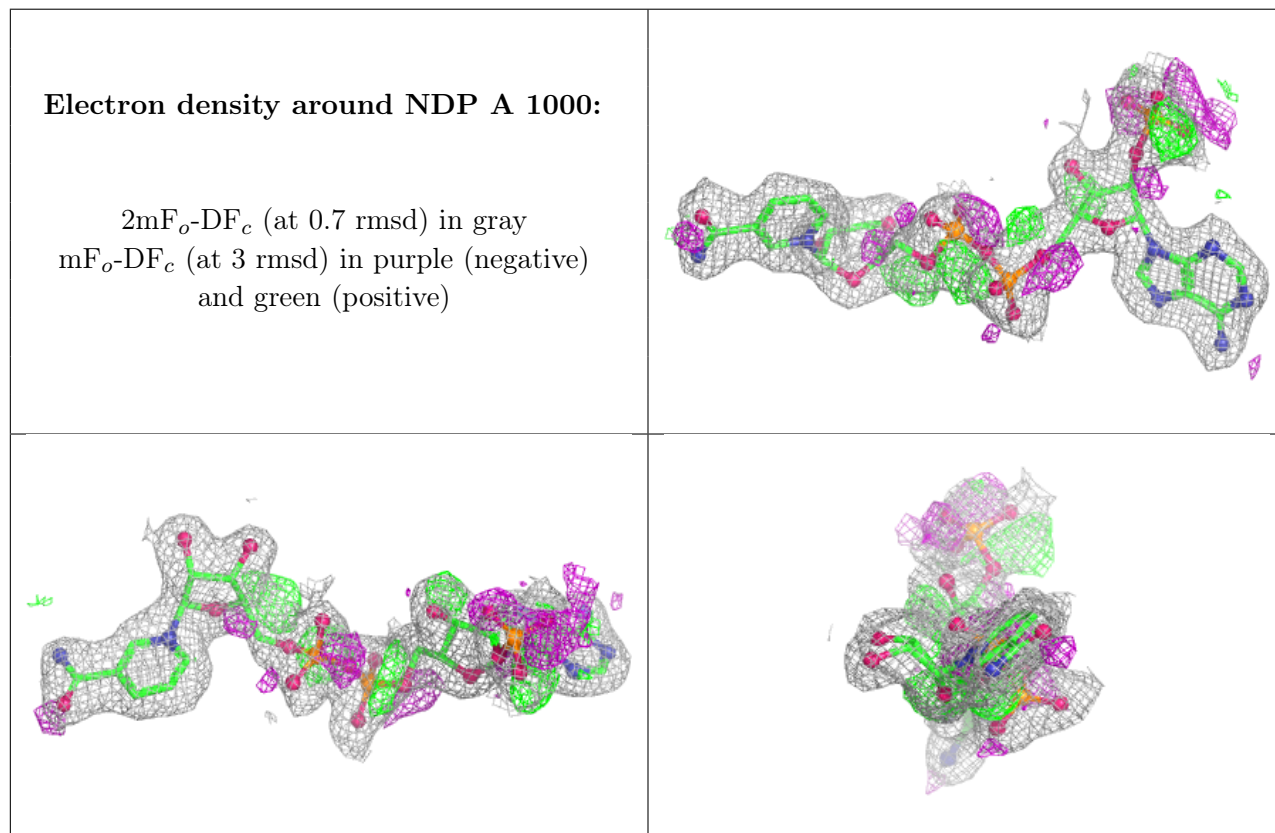 Electron density around NDP A 1000:
2mFo-DFc (at 0.7 rmsd) in gray
mFo-DFc (at 3 rmsd) in purple (negative)
and green (positive)